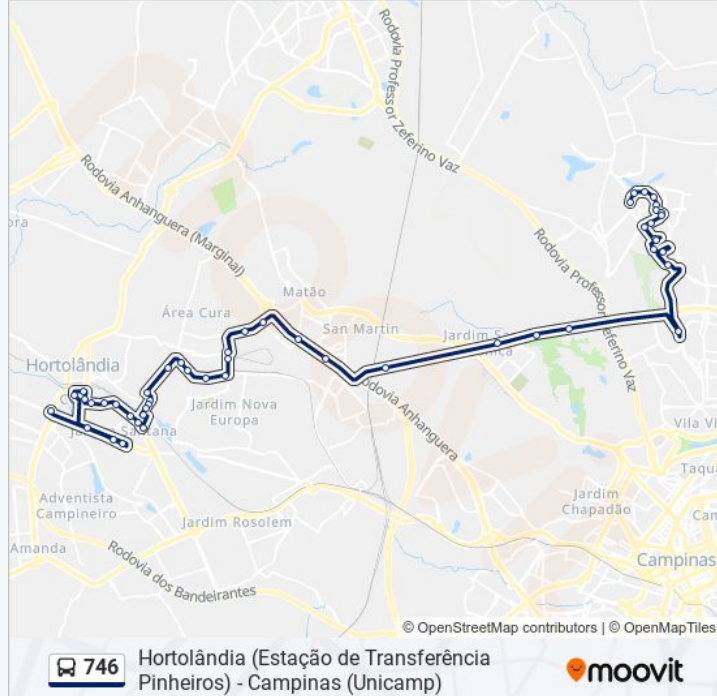 Rodovia Professor Zeferino Vaz
Rodovia Anhanguera (Marginal)
ora
Rodovia Professor Zeferino Vaz
Matão
Área Cura
San Martin
Hortolândia
Jardim Nova
Europa
Rodovia Anhanguera
Vila Vi
Taqua
Jardim
Chapadão
Adventista
Campineiro
Jardim Rosolem
Can
Amanda
Campinas
Rodovia dos Bandeirantes
© OpenStreetMap contributors | © OpenMapTiles
746
Hortolândia (Estação de Transferência
Pinheiros) - Campinas (Unicamp)
moovit